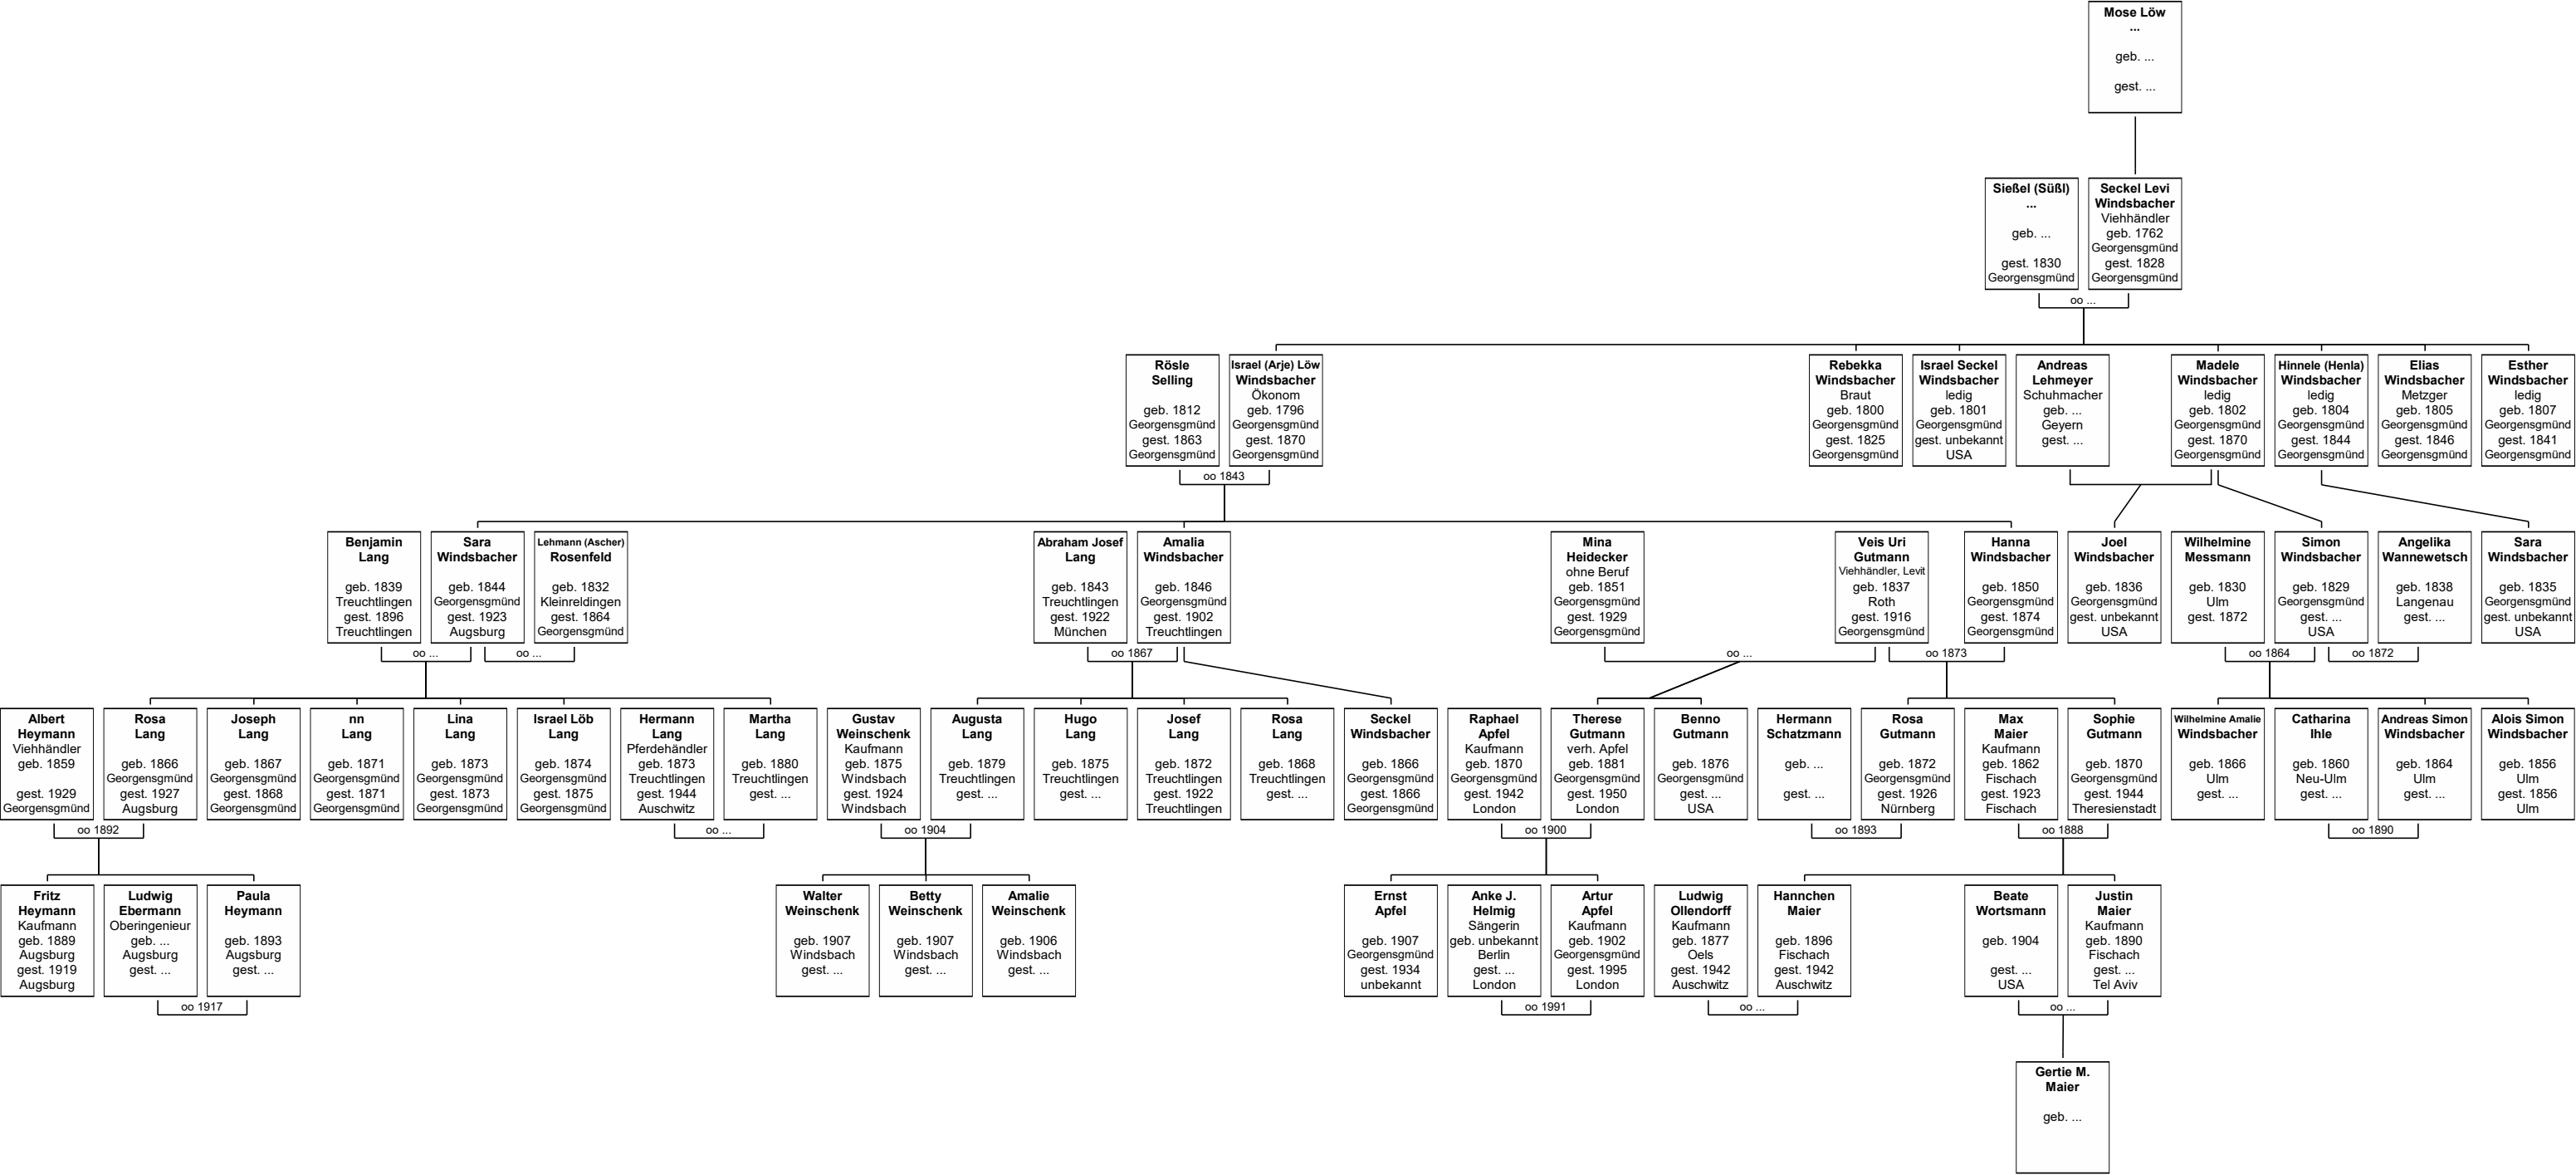 Mose Löw
...
geb. ...
gest. ...
Sießel (Süßl)
...
geb. ...
gest. 1830
Georgensgmünd
Seckel Levi
Windsbacher
Viehhändler
geb. 1762
Georgensgmünd
gest. 1828
Georgensgmünd
oo ...
Rösle
Selling
geb. 1812
Georgensgmünd
gest. 1863
Georgensgmünd
Israel (Arje) Löw
Windsbacher
Ökonom
geb. 1796
Georgensgmünd
gest. 1870
Georgensgmünd
Rebekka
Windsbacher
Braut
geb. 1800
Georgensgmünd
gest. 1825
Georgensgmünd
Israel Seckel
Windsbacher
ledig
geb. 1801
Georgensgmünd
gest. unbekannt
USA
Andreas
Lehmeyer
Schuhmacher
geb. ...
Geyern
gest. ...
Madele
Windsbacher
ledig
geb. 1802
Georgensgmünd
gest. 1870
Georgensgmünd
Hinnele (Henla)
Windsbacher
ledig
geb. 1804
Georgensgmünd
gest. 1844
Georgensgmünd
Elias
Windsbacher
Metzger
geb. 1805
Georgensgmünd
gest. 1846
Georgensgmünd
Esther
Windsbacher
ledig
geb. 1807
Georgensgmünd
gest. 1841
Georgensgmünd
oo 1843
Benjamin
Lang
geb. 1839
Treuchtlingen
gest. 1896
Treuchtlingen
Sara
Windsbacher
geb. 1844
Georgensgmünd
gest. 1923
Augsburg
Lehmann (Ascher)
Rosenfeld
geb. 1832
Kleinreldingen
gest. 1864
Georgensgmünd
Abraham Josef
Lang
geb. 1843
Treuchtlingen
gest. 1922
München
Amalia
Windsbacher
geb. 1846
Georgensgmünd
gest. 1902
Treuchtlingen
Mina
Heidecker
ohne Beruf
geb. 1851
Georgensgmünd
gest. 1929
Georgensgmünd
Veis Uri
Gutmann
Viehhändler, Levit
geb. 1837
Roth
gest. 1916
Georgensgmünd
Hanna
Windsbacher
geb. 1850
Georgensgmünd
gest. 1874
Georgensgmünd
Joel
Windsbacher
geb. 1836
Georgensgmünd
gest. unbekannt
USA
Wilhelmine
Messmann
geb. 1830
Ulm
gest. 1872
Simon
Windsbacher
geb. 1829
Georgensgmünd
gest. ...
USA
Angelika
Wannewetsch
geb. 1838
Langenau
gest. ...
Sara
Windsbacher
geb. 1835
Georgensgmünd
gest. unbekannt
USA
oo ...
oo ...
oo 1867
oo ...
oo 1873
oo 1864
oo 1872
Albert
Heymann
Viehhändler
geb. 1859
gest. 1929
Georgensgmünd
Rosa
Lang
geb. 1866
Georgensgmünd
gest. 1927
Augsburg
Joseph
Lang
geb. 1867
Georgensgmünd
gest. 1868
Georgensgmünd
nn
Lang
geb. 1871
Georgensgmünd
gest. 1871
Georgensgmünd
Lina
Lang
geb. 1873
Georgensgmünd
gest. 1873
Georgensgmünd
Israel Löb
Lang
geb. 1874
Georgensgmünd
gest. 1875
Georgensgmünd
Hermann
Lang
Pferdehändler
geb. 1873
Treuchtlingen
gest. 1944
Auschwitz
Martha
Lang
geb. 1880
Treuchtlingen
gest. ...
Gustav
Weinschenk
Kaufmann
geb. 1875
Windsbach
gest. 1924
Windsbach
Augusta
Lang
geb. 1879
Treuchtlingen
gest. ...
Hugo
Lang
geb. 1875
Treuchtlingen
gest. ...
Josef
Lang
geb. 1872
Treuchtlingen
gest. 1922
Treuchtlingen
Rosa
Lang
geb. 1868
Treuchtlingen
gest. ...
Seckel
Windsbacher
geb. 1866
Georgensgmünd
gest. 1866
Georgensgmünd
Raphael
Apfel
Kaufmann
geb. 1870
Georgensgmünd
gest. 1942
London
Therese
Gutmann
verh. Apfel
geb. 1881
Georgensgmünd
gest. 1950
London
Benno
Gutmann
geb. 1876
Georgensgmünd
gest. ...
USA
Hermann
Schatzmann
geb. ...
gest. ...
Rosa
Gutmann
geb. 1872
Georgensgmünd
gest. 1926
Nürnberg
Max
Maier
Kaufmann
geb. 1862
Fischach
gest. 1923
Fischach
Sophie
Gutmann
geb. 1870
Georgensgmünd
gest. 1944
Theresienstadt
Wilhelmine Amalie
Windsbacher
geb. 1866
Ulm
gest. ...
Catharina
Ihle
geb. 1860
Neu-Ulm
gest. ...
Andreas Simon
Windsbacher
geb. 1864
Ulm
gest. ...
Alois Simon
Windsbacher
geb. 1856
Ulm
gest. 1856
Ulm
oo 1892
oo ...
oo 1904
oo 1900
oo 1893
oo 1888
oo 1890
Fritz
Heymann
Kaufmann
geb. 1889
Augsburg
gest. 1919
Augsburg
Ludwig
Ebermann
Oberingenieur
geb. ...
Augsburg
gest. ...
Paula
Heymann
geb. 1893
Augsburg
gest. ...
Walter
Weinschenk
geb. 1907
Windsbach
gest. ...
Betty
Weinschenk
geb. 1907
Windsbach
gest. ...
Amalie
Weinschenk
geb. 1906
Windsbach
gest. ...
Ernst
Apfel
geb. 1907
Georgensgmünd
gest. 1934
unbekannt
Anke J.
Helmig
Sängerin
geb. unbekannt
Berlin
gest. ...
London
Artur
Apfel
Kaufmann
geb. 1902
Georgensgmünd
gest. 1995
London
Ludwig
Ollendorff
Kaufmann
geb. 1877
Oels
gest. 1942
Auschwitz
Hannchen
Maier
geb. 1896
Fischach
gest. 1942
Auschwitz
Beate
Wortsmann
geb. 1904
gest. ...
USA
Justin
Maier
Kaufmann
geb. 1890
Fischach
gest. ...
Tel Aviv
oo 1917
oo 1991
oo ...
oo ...
Gertie M.
Maier
geb. ...